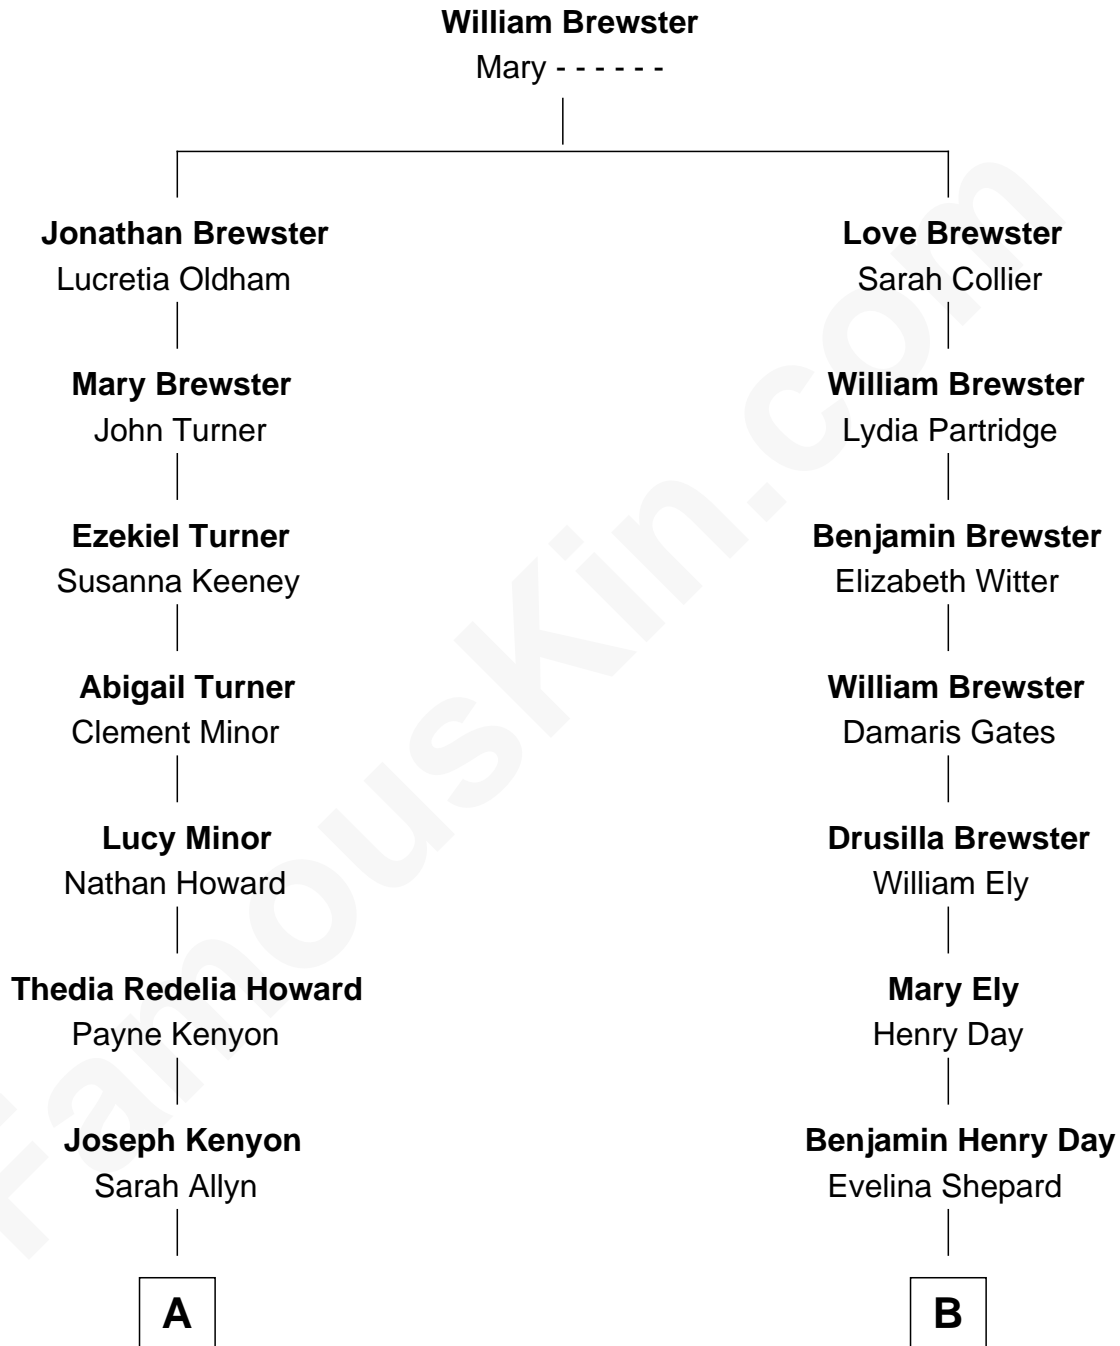 William Brewster
Mary - - - - - -
Jonathan Brewster
Lucretia Oldham
Love Brewster
Sarah Collier
Mary Brewster
John Turner
William Brewster
Lydia Partridge
Ezekiel Turner
Susanna Keeney
Benjamin Brewster
Elizabeth Witter
Abigail Turner
Clement Minor
William Brewster
Damaris Gates
Lucy Minor
Nathan Howard
Drusilla Brewster
William Ely
Thedia Redelia Howard
Payne Kenyon
Mary Ely
Henry Day
Joseph Kenyon
Sarah Allyn
Benjamin Henry Day
Evelina Shepard
A
B
FamousKin.com